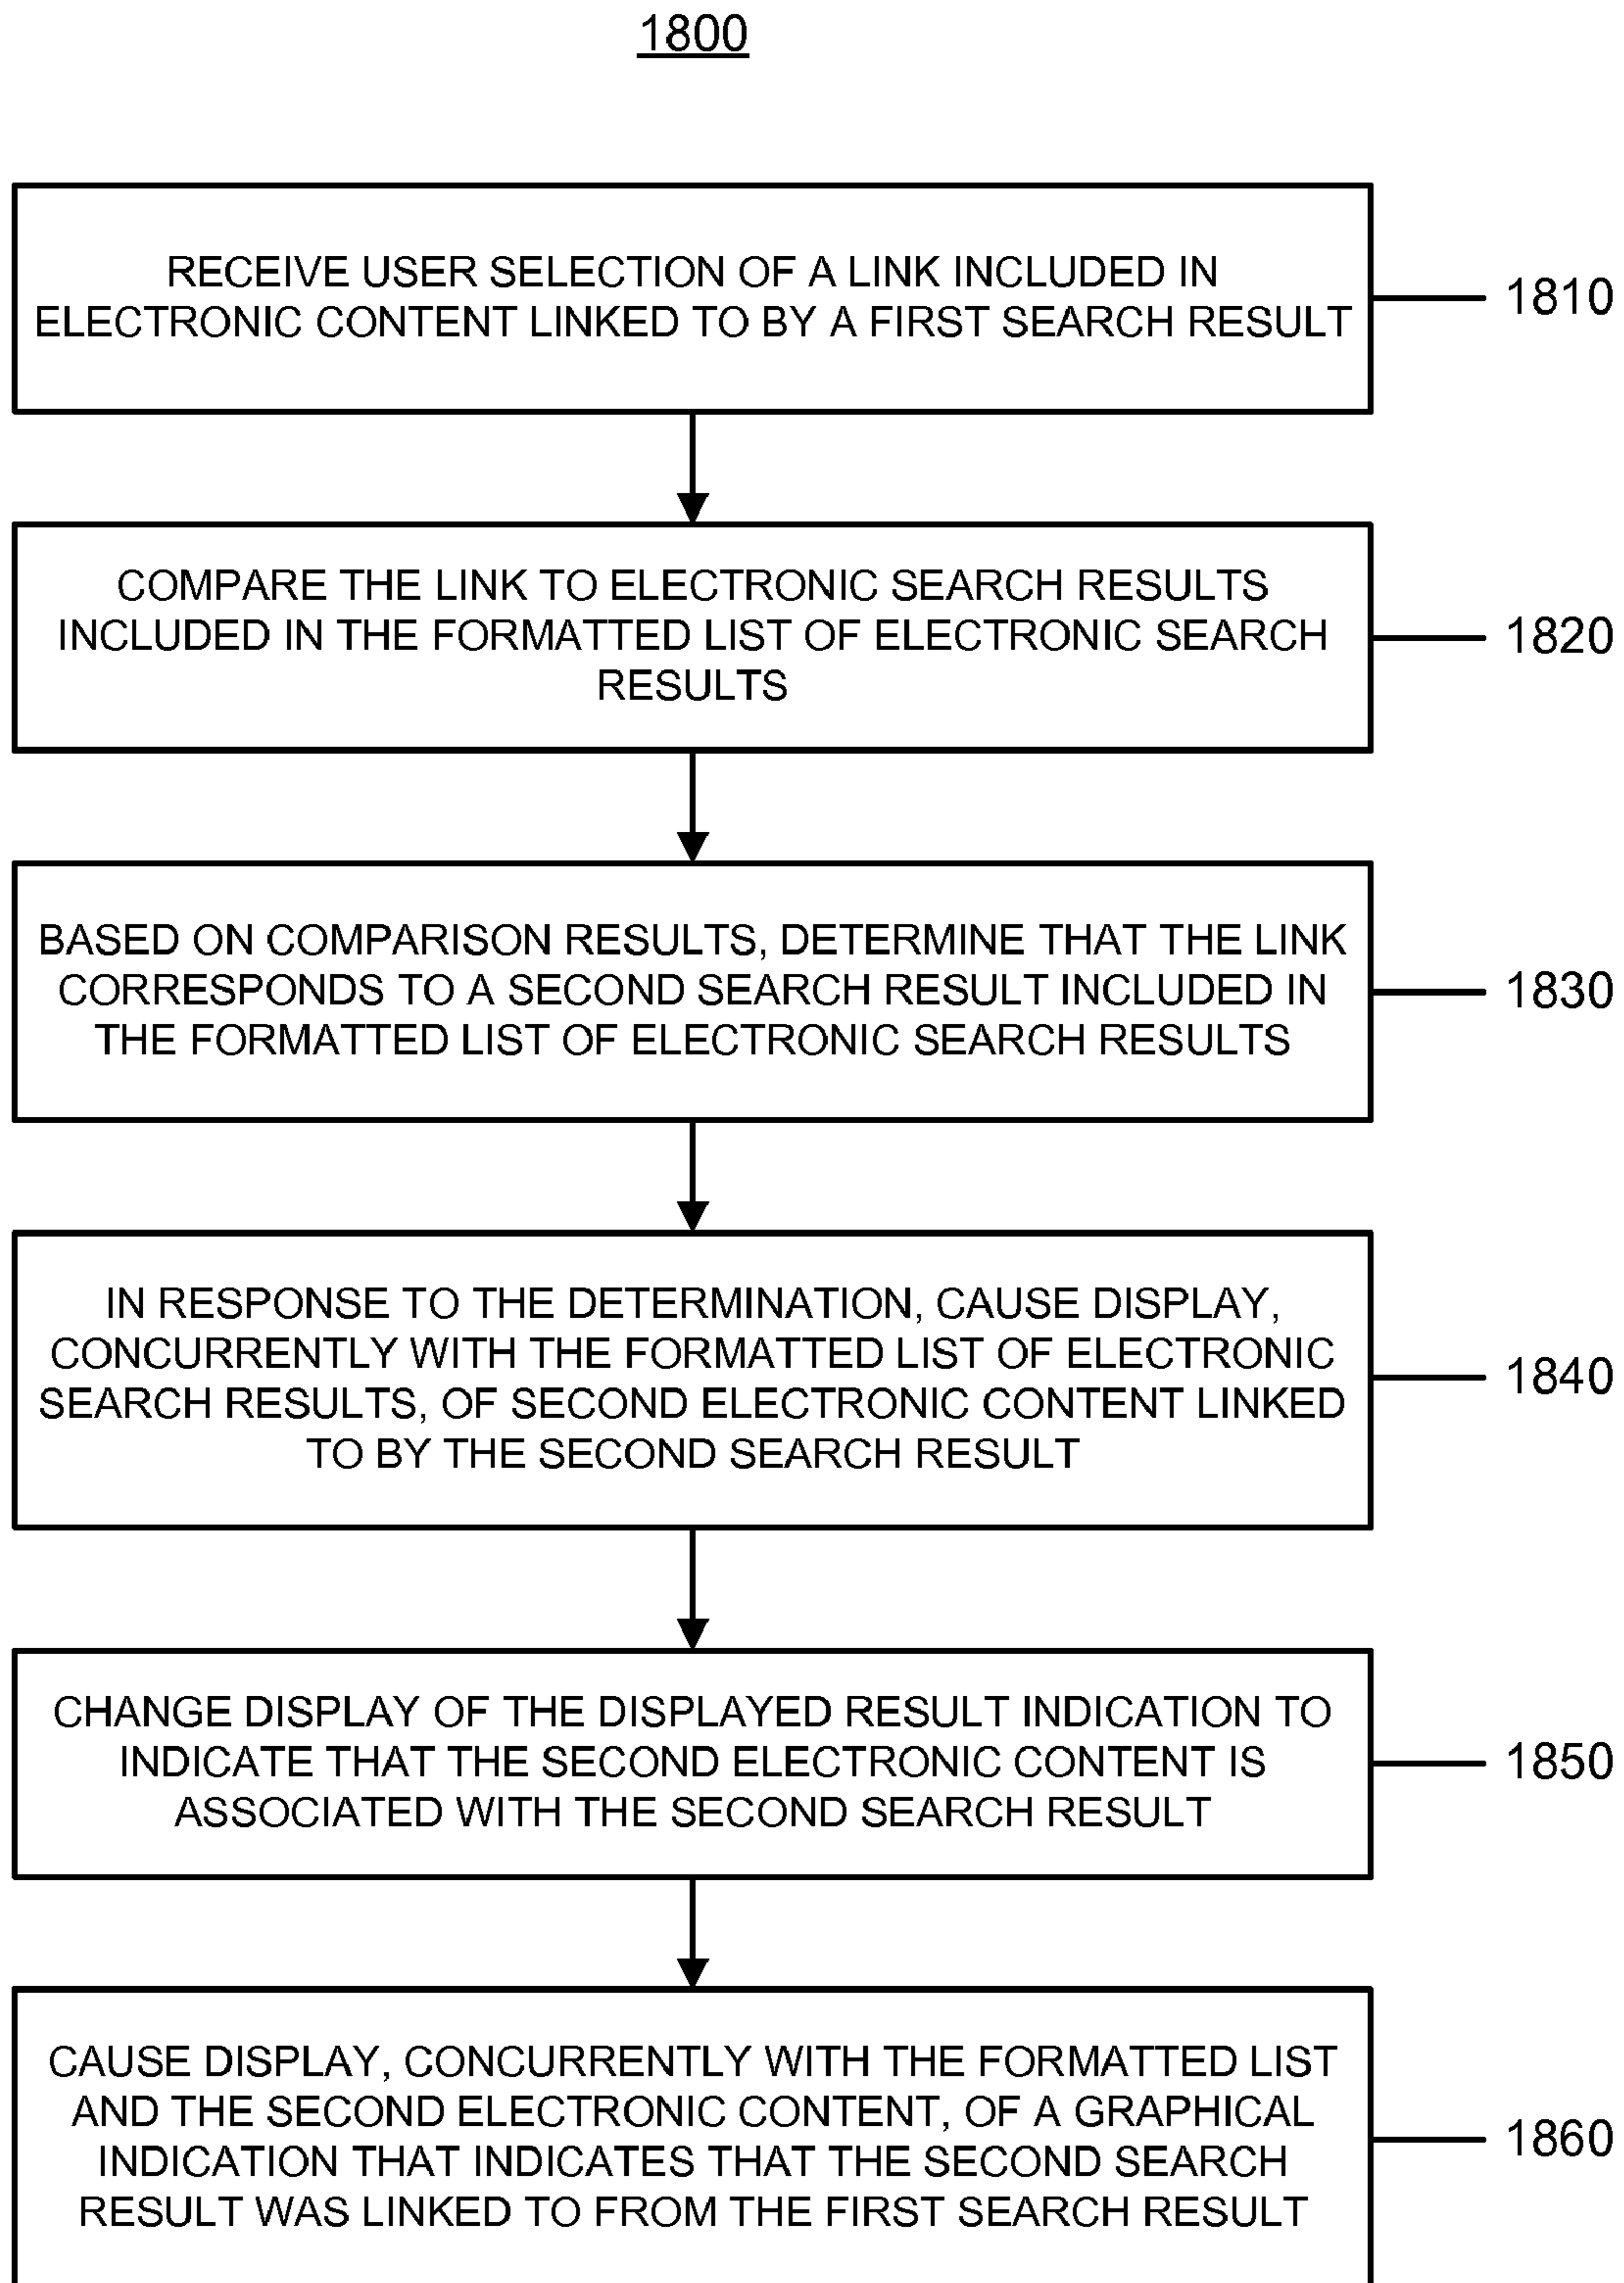 1800
RECEIVE USER SELECTION OF A LINK INCLUDED IN
ELECTRONIC CONTENT LINKED TO BY A FIRST SEARCH RESULT
1810
COMPARE THE LINK TO ELECTRONIC SEARCH RESULTS
INCLUDED IN THE FORMATTED LIST OF ELECTRONIC SEARCH
RESULTS
1820
BASED ON COMPARISON RESULTS, DETERMINE THAT THE LINK
CORRESPONDS TO A SECOND SEARCH RESULT INCLUDED IN
THE FORMATTED LIST OF ELECTRONIC SEARCH RESULTS
1830
IN RESPONSE TO THE DETERMINATION, CAUSE DISPLAY,
CONCURRENTLY WITH THE FORMATTED LIST OF ELECTRONIC
SEARCH RESULTS, OF SECOND ELECTRONIC CONTENT LINKED
TO BY THE SECOND SEARCH RESULT
1840
CHANGE DISPLAY OF THE DISPLAYED RESULT INDICATION TO
INDICATE THAT THE SECOND ELECTRONIC CONTENT IS
ASSOCIATED WITH THE SECOND SEARCH RESULT
1850
CAUSE DISPLAY, CONCURRENTLY WITH THE FORMATTED LIST
AND THE SECOND ELECTRONIC CONTENT, OF A GRAPHICAL
INDICATION THAT INDICATES THAT THE SECOND SEARCH
RESULT WAS LINKED TO FROM THE FIRST SEARCH RESULT
1860